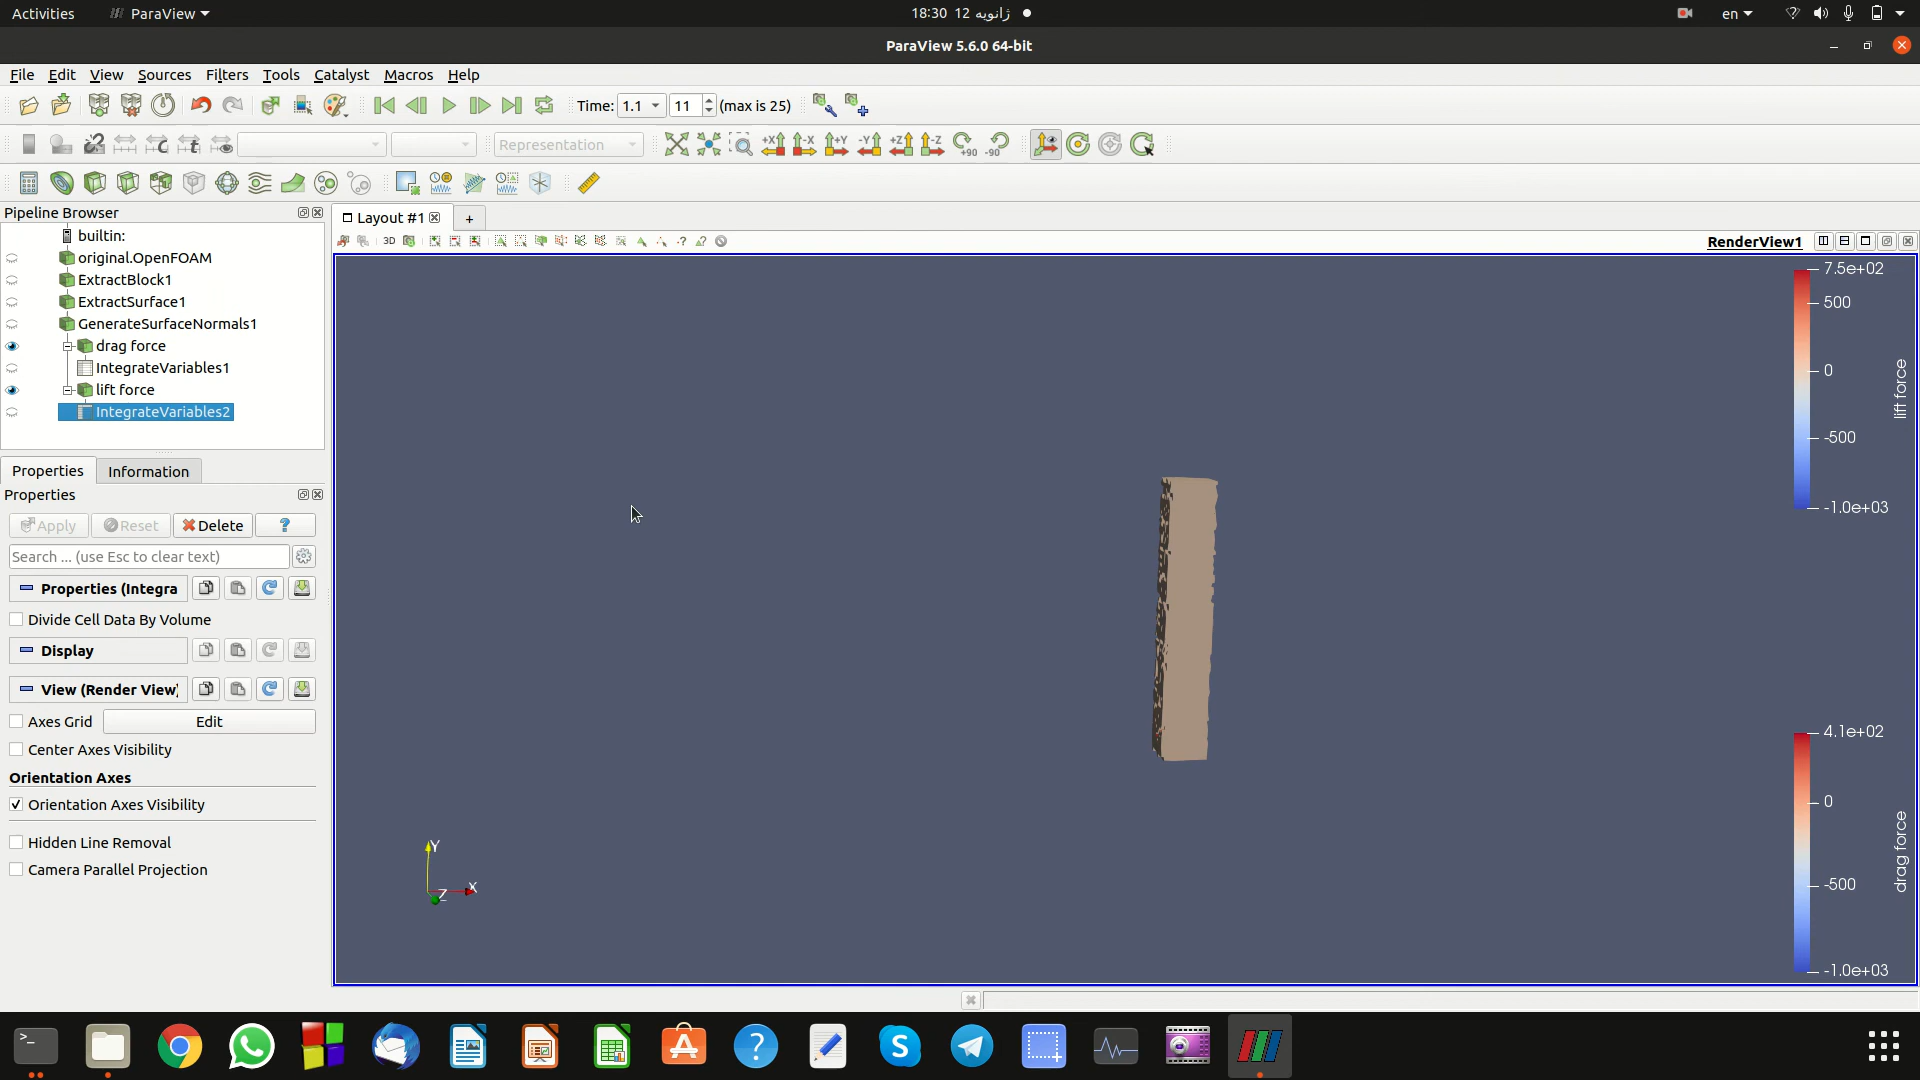 Activities
ParaView
18:30 12 ژانویه
en
ParaView 5.6.0 64-bit
File Edit View Sources Filters Tools Catalyst Macros Help
Time: 1.1 11 (max is 25)
Representation
+X -X +Y -Y +Z -Z +90 -90
Pipeline Browser
builtin:
original.OpenFOAM
ExtractBlock1
ExtractSurface1
GenerateSurfaceNormals1
drag force
IntegrateVariables1
lift force
IntegrateVariables2
Properties Information
Properties
Apply Reset Delete ?
Search ... (use Esc to clear text)
Properties (Integra
Divide Cell Data By Volume
Display
View (Render View)
Axes Grid Edit
Center Axes Visibility
Orientation Axes
Orientation Axes Visibility
Hidden Line Removal
Camera Parallel Projection
Layout #1 +
3D
RenderView1
7.5e+02
500
0
-500
-1.0e+03
lift force
4.1e+02
0
-500
-1.0e+03
drag force
Y
X
Z